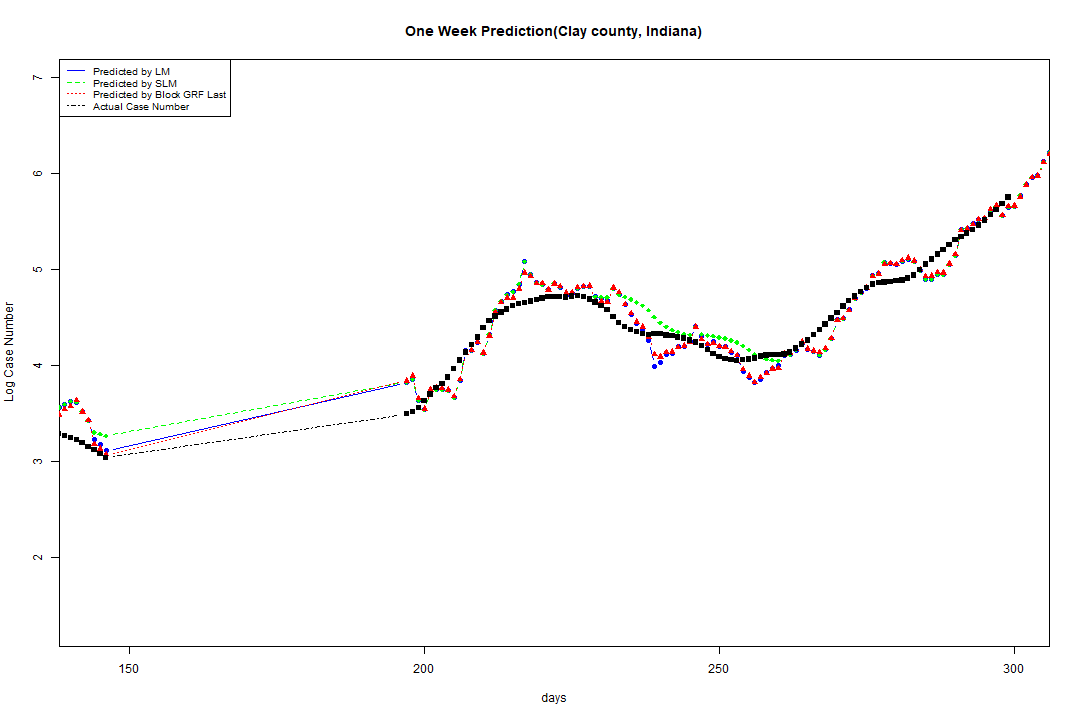 One Week Prediction(Clay county, Indiana)
Predicted by LM
Predicted by SLM
Predicted by Block GRF Last
Actual Case Number
7
6
5
4
3
2
Log Case Number
150 200 250 300
days